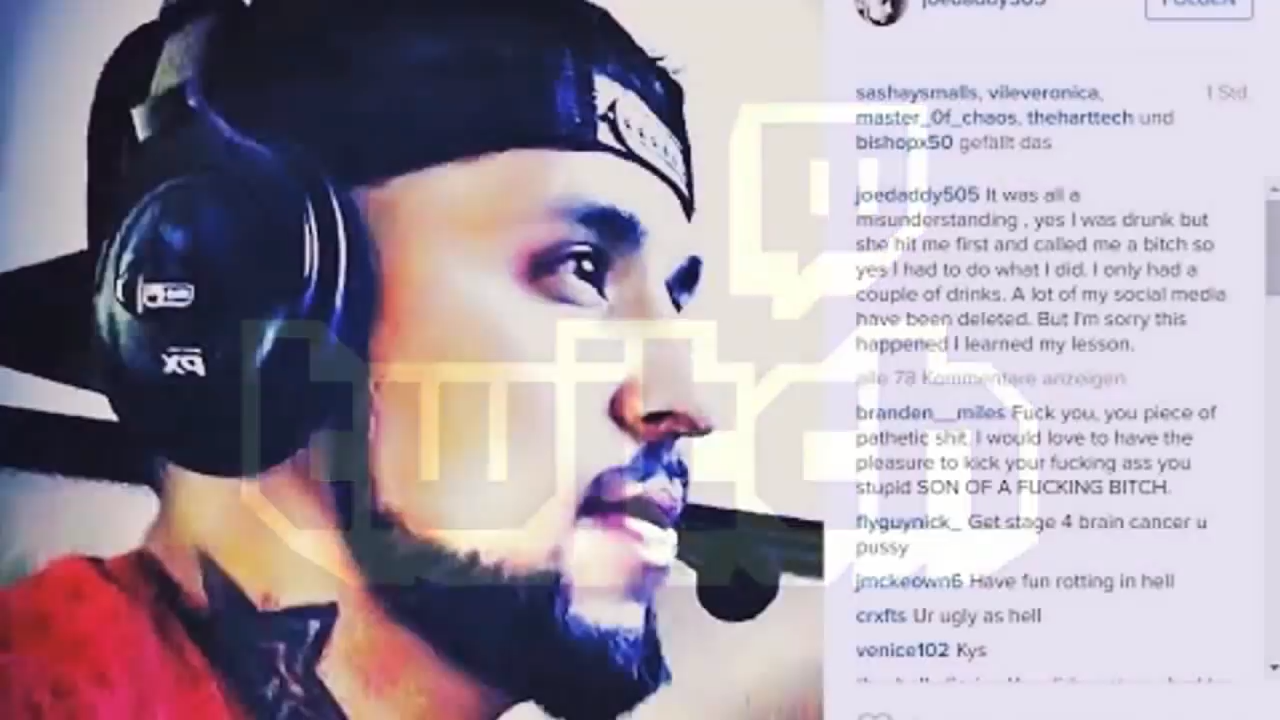 joedaddy505
FOLGEN
sashaysmalls, vileveronica,
1 Std.
master_0f_chaos, theharttech und
bishopx50 gefällt das
joedaddy505 It was all a
misunderstanding , yes I was drunk but
she hit me first and called me a bitch so
yes I had to do what I did. I only had a
couple of drinks. A lot of my social media
have been deleted. But I'm sorry this
happened I learned my lesson.
alle 78 Kommentare anzeigen
branden__miles Fuck you, you piece of
pathetic shit. I would love to have the
pleasure to kick your fucking ass you
stupid SON OF A FUCKING BITCH.
flyguynick_ Get stage 4 brain cancer u
pussy
jmckeown6 Have fun rotting in hell
crxfts Ur ugly as hell
venice102 Kys
twitch
PX